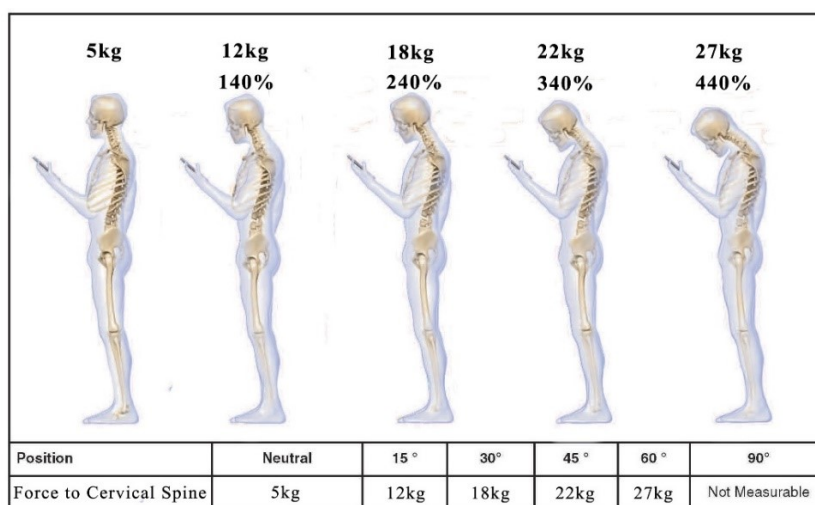 5kg 12kg 18kg 22kg 27kg
140% 240% 340% 440%
Position Neutral 15 ° 30° 45 ° 60 ° 90°
Force to Cervical Spine 5kg 12kg 18kg 22kg 27kg Not Measurable